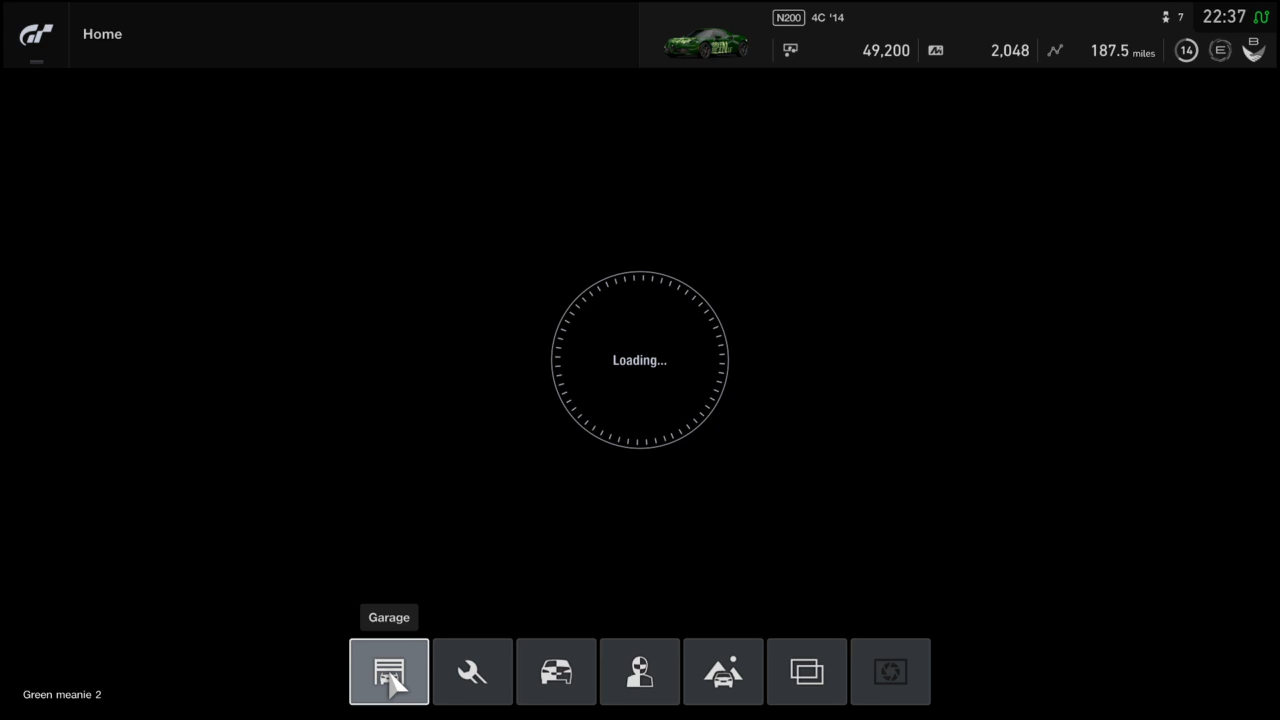 Home
N200 4C '14
7
22:37
49,200
2,048
187.5 miles
14
E
B
Loading...
Garage
Green meanie 2